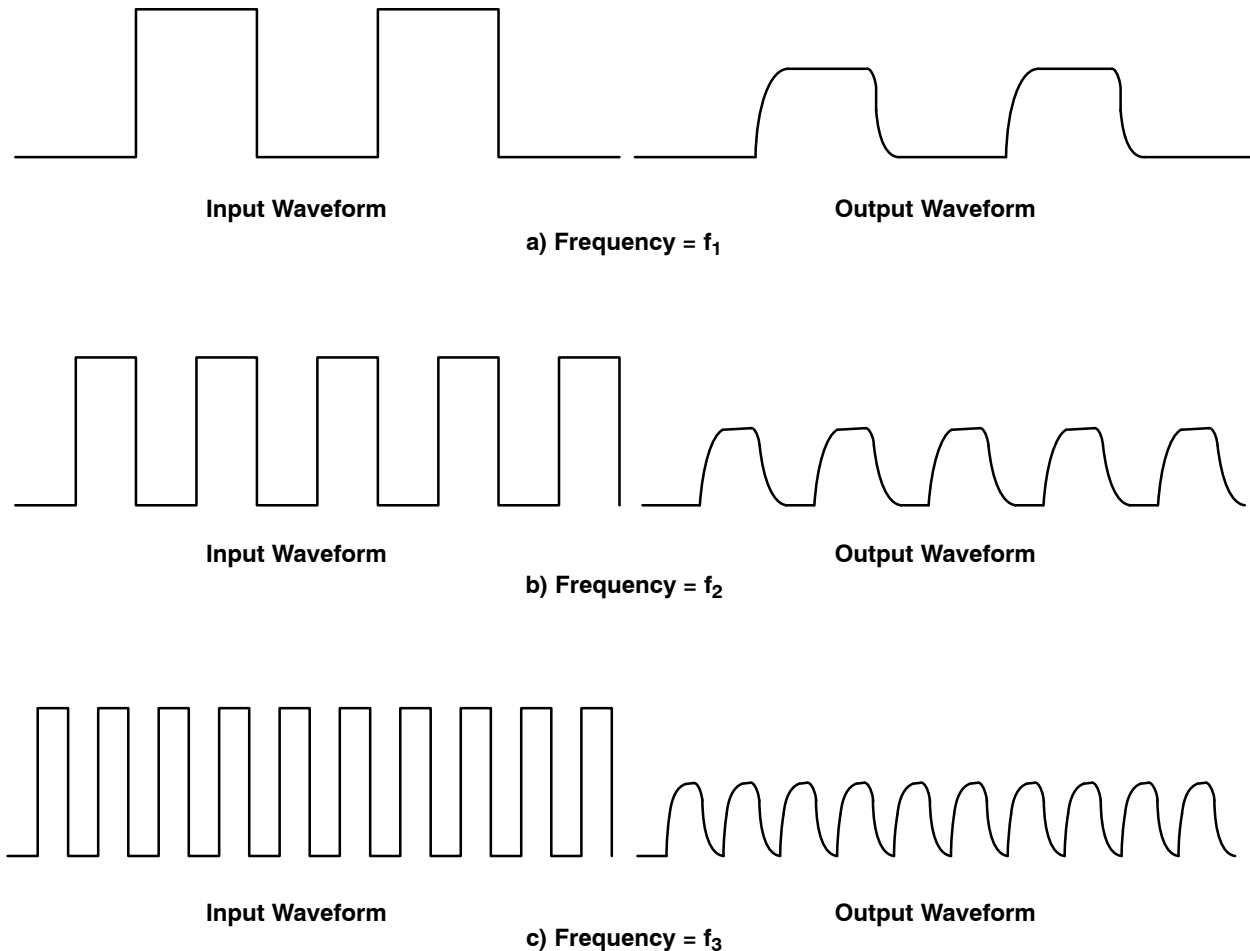 Input Waveform
Output Waveform
a) Frequency = f1
Input Waveform
Output Waveform
b) Frequency = f2
Input Waveform
Output Waveform
c) Frequency = f3